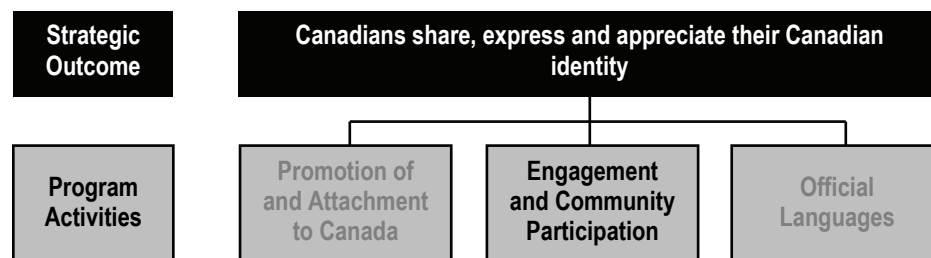 Strategic
Outcome
Canadians share, express and appreciate their Canadian
identity
Program
Activities
Promotion of
and Attachment
to Canada
Engagement
and Community
Participation
Official
Languages